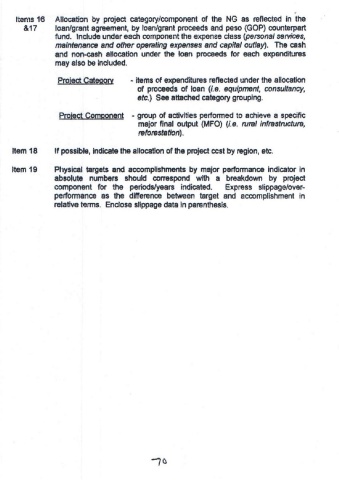 Items 16 Allocation by project category/component of the NG as reflected in the
&17 loan/grant agreement, by loan/grant proceeds and peso (GOP) counterpart
fund. Include under each component the expense class (personal services,
maintenance and other operating expenses and capital outlay). The cash
and non-cash allocation under the loan proceeds for each expenditures
may also be included.
Project Category - items of expenditures reflected under the allocation
of proceeds of loan (i.e. equipment, consultancy,
etc.) See attached category grouping.
Project Component - group of activities performed to achieve a specific
major final output (MFO) (i.e. rural infrastructure,
reforestation).
Item 18 If possible, indicate the allocation of the project cost by region, etc.
Item 19 Physical targets and accomplishments by major performance indicator in
absolute numbers should correspond with a breakdown by project
component for the periods/years indicated. Express slippage/over-
performance as the difference between target and accomplishment in
relative terms. Enclose slippage data in parenthesis.
70